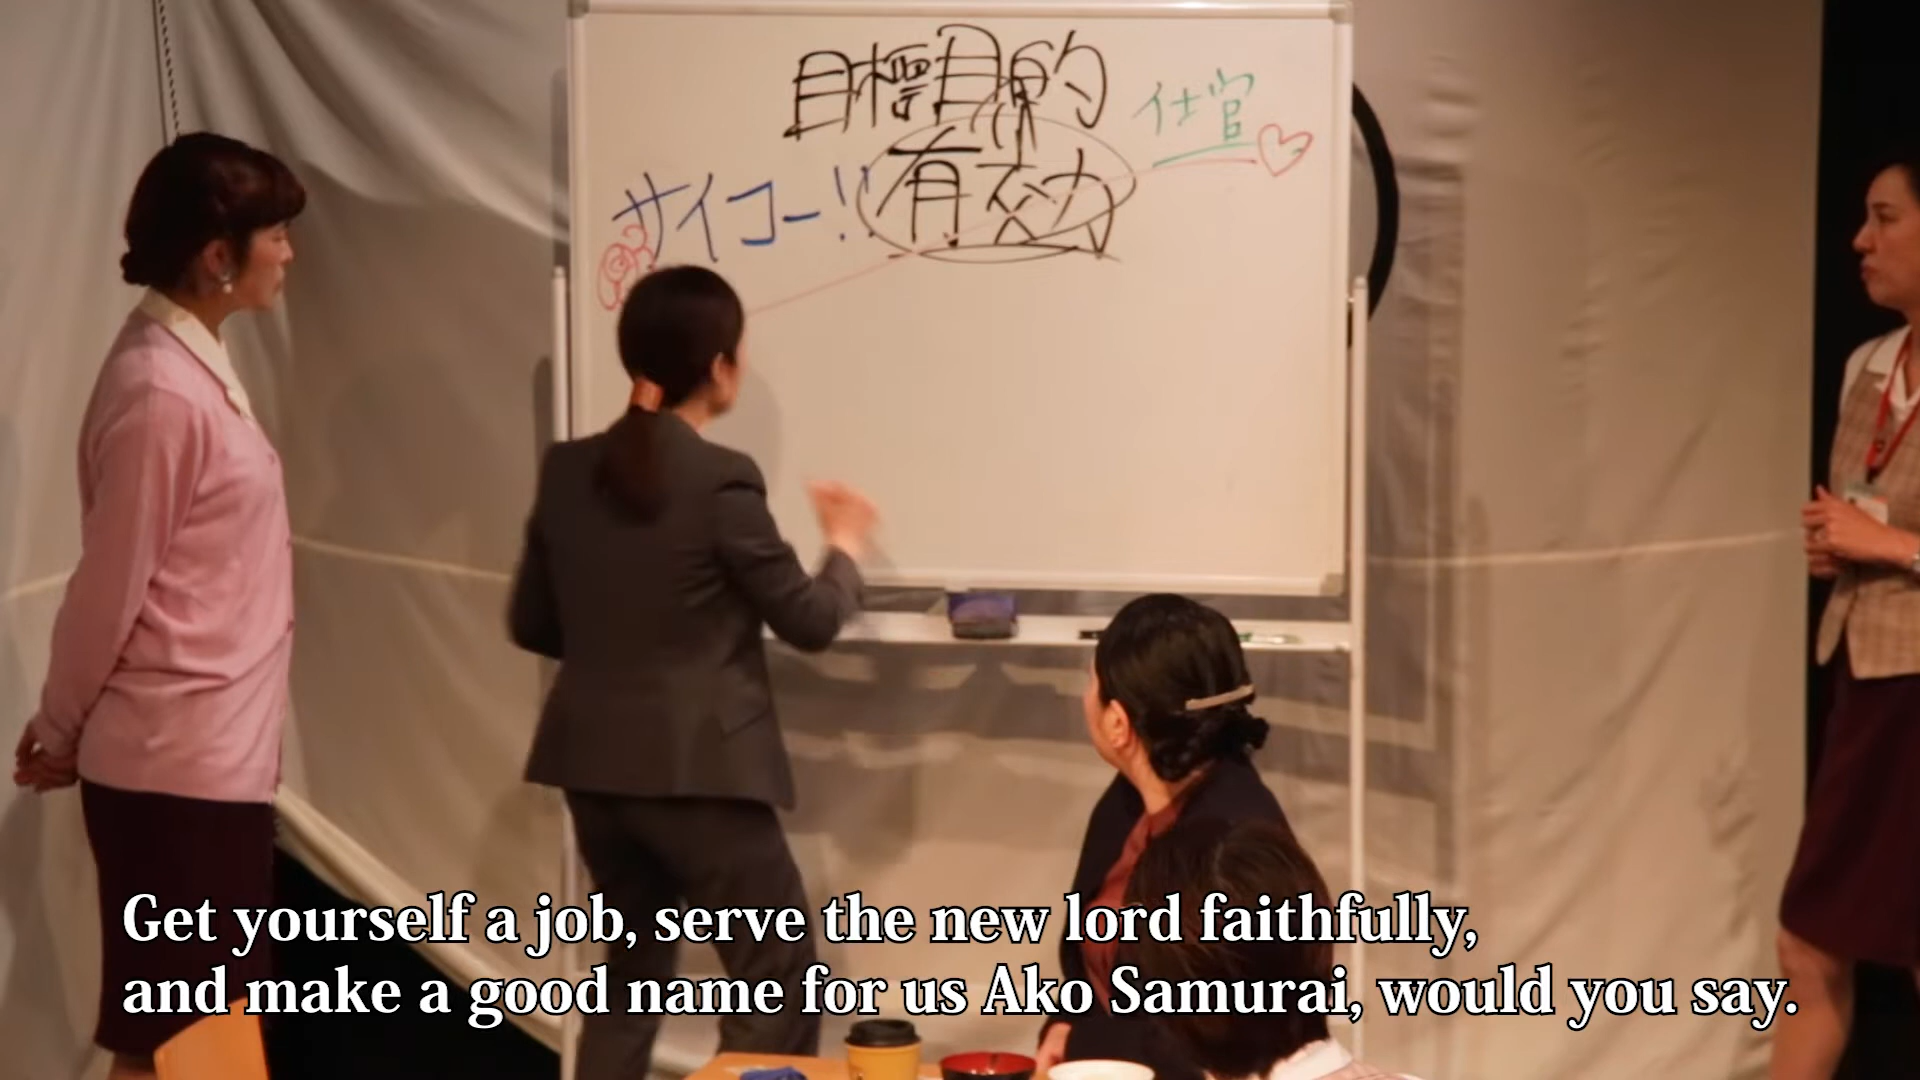 目標目的
仕官
サイコー!!
有効
Get yourself a job, serve the new lord faithfully,
and make a good name for us Ako Samurai, would you say.